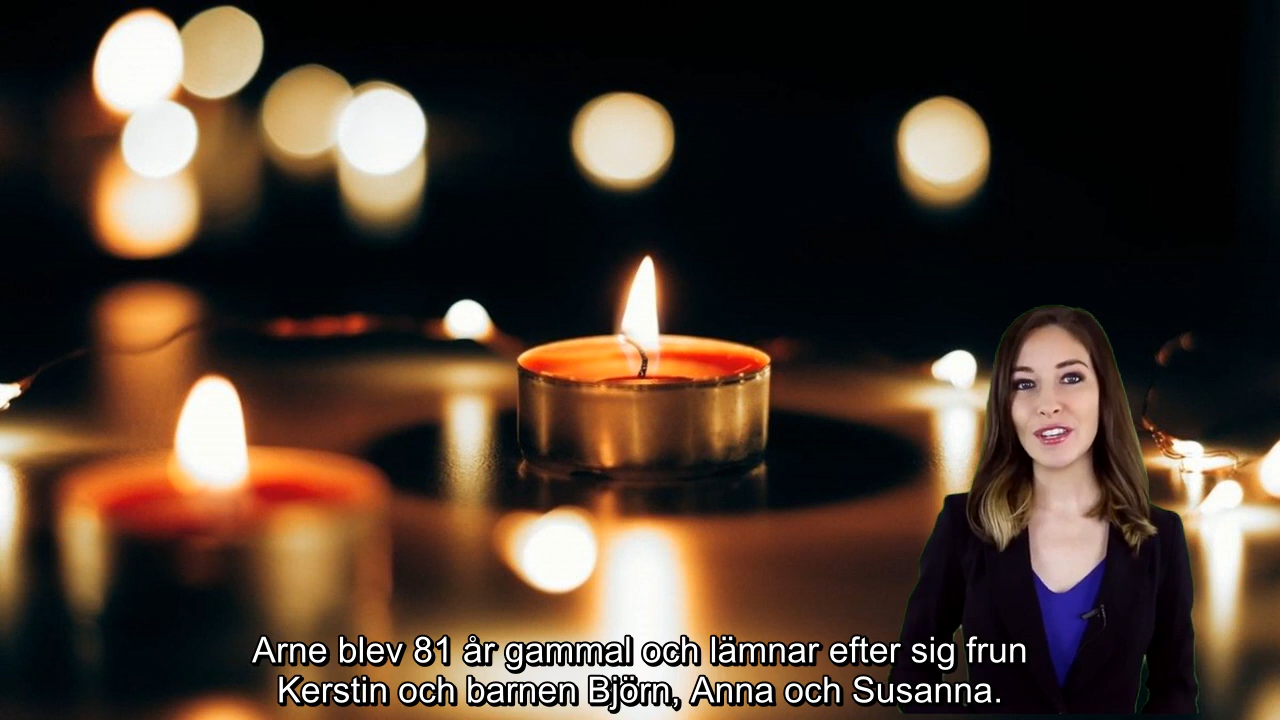 Arne blev 81 år gammal och lämnar efter sig frun
Kerstin och barnen Björn, Anna och Susanna.